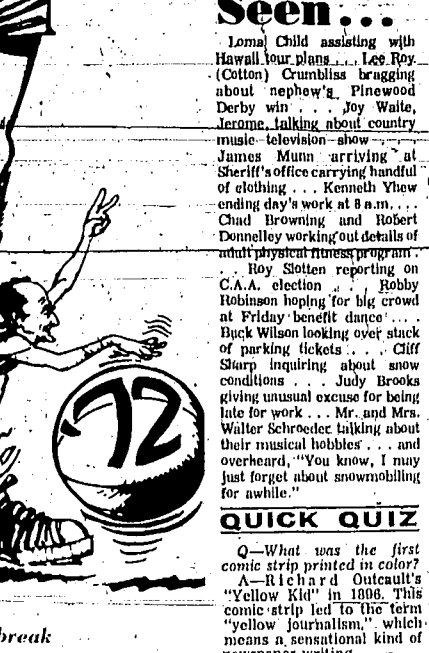 Seen...
Loma Child assisting with
Hawaii tour plans . . . Lee Roy
(Cotton) Crumbliss bragging
about nephew's Pinewood
Derby win . . . Joy Waite,
Jerome, talking about country
music television show . . .
James Munn arriving at
Sheriff's office carrying handful
of clothing . . . Kenneth Yhew
ending day's work at 8 a.m. . . .
Chad Browning and Robert
Donnelley working out details of
adult physical fitness program .
. . Roy Slotten reporting on
C.A.A. election . . . Robby
Robinson hoping for big crowd
at Friday benefit dance . . .
Buck Wilson looking over stack
of parking tickets . . . Cliff
Sharp inquiring about snow
conditions . . . Judy Brooks
giving unusual excuse for being
late for work . . . Mr. and Mrs.
Walter Schroeder talking about
their musical hobbies . . . and
overheard, "You know, I may
just forget about snowmobiling
for awhile."
QUICK QUIZ
Q—What was the first
comic strip printed in color?
A—Richard Outcault's
"Yellow Kid" in 1896. This
comic strip led to the term
"yellow journalism," which
means a sensational kind of
newspaper writing.
'72
break